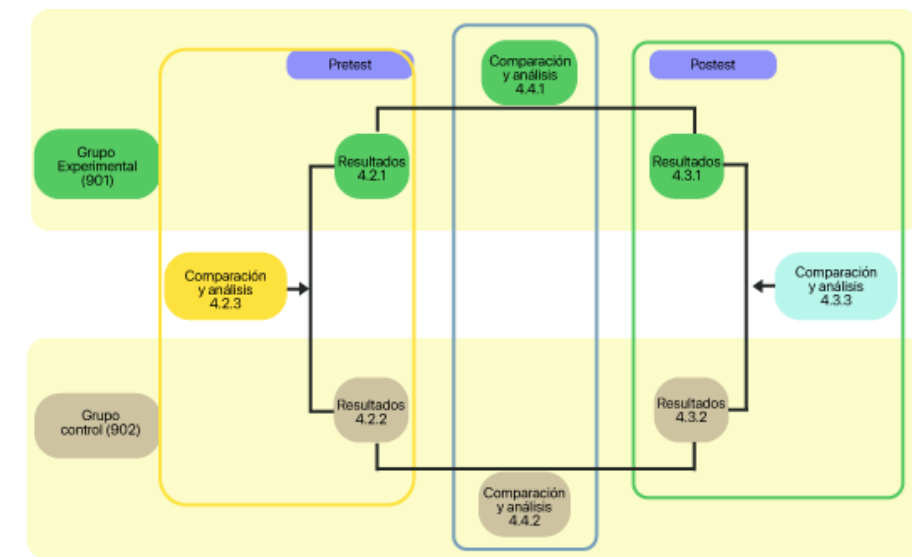 Pretest
Comparación
y análisis
4.4.1
Postest
Grupo
Experimental
(901)
Resultados
4.2.1
Resultados
4.3.1
Comparación
y análisis
4.2.3
Comparación
y análisis
4.3.3
Grupo
control (902)
Resultados
4.2.2
Resultados
4.3.2
Comparación
y análisis
4.4.2